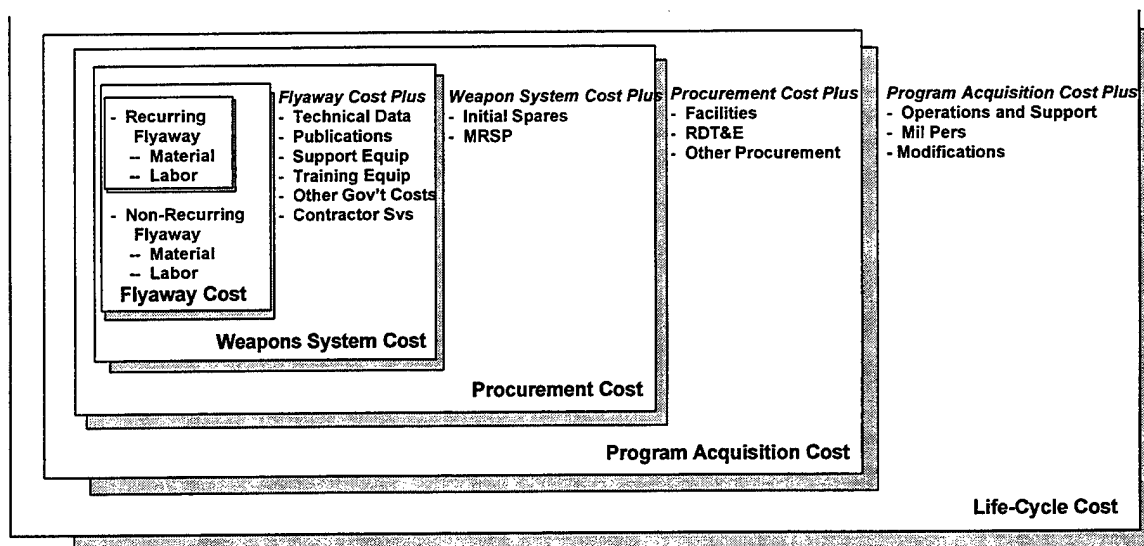 - Recurring
Flyaway
-- Material
-- Labor
- Non-Recurring
Flyaway
-- Material
-- Labor
Flyaway Cost
Flyaway Cost Plus
- Technical Data
- Publications
- Support Equip
- Training Equip
- Other Gov't Costs
- Contractor Svs
Weapons System Cost
Weapon System Cost Plus
- Initial Spares
- MRSP
Procurement Cost
Procurement Cost Plus
- Facilities
- RDT&E
- Other Procurement
Program Acquisition Cost
Program Acquisition Cost Plus
- Operations and Support
- Mil Pers
- Modifications
Life-Cycle Cost